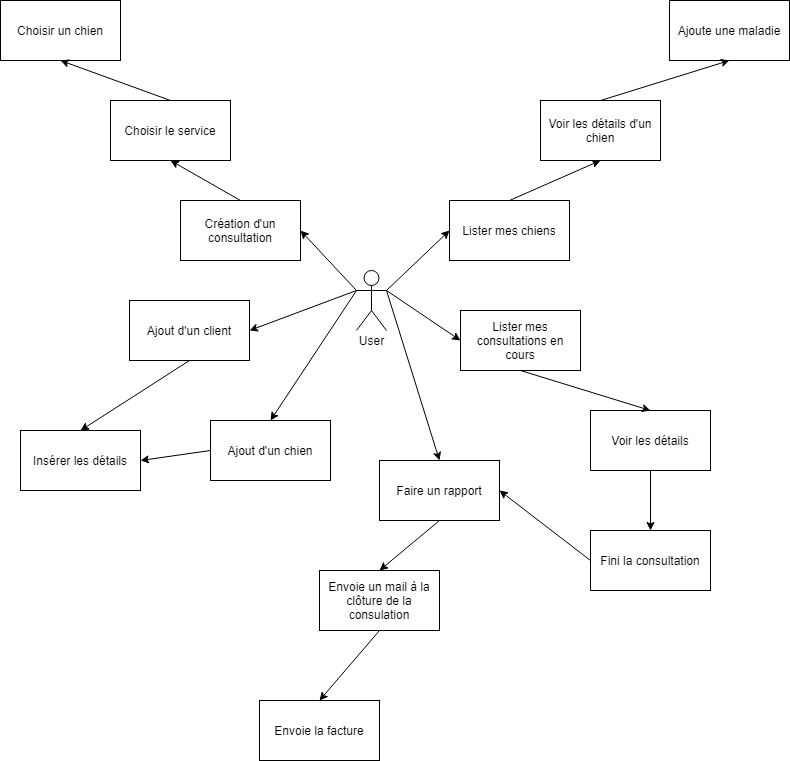 Choisir un chien
Ajoute une maladie
Choisir le service
Voir les détails d'un
chien
Création d'un
consultation
Lister mes chiens
Ajout d'un client
User
Lister mes
consultations en
cours
Insérer les détails
Ajout d'un chien
Voir les détails
Faire un rapport
Fini la consultation
Envoie un mail à la
clôture de la
consulation
Envoie la facture